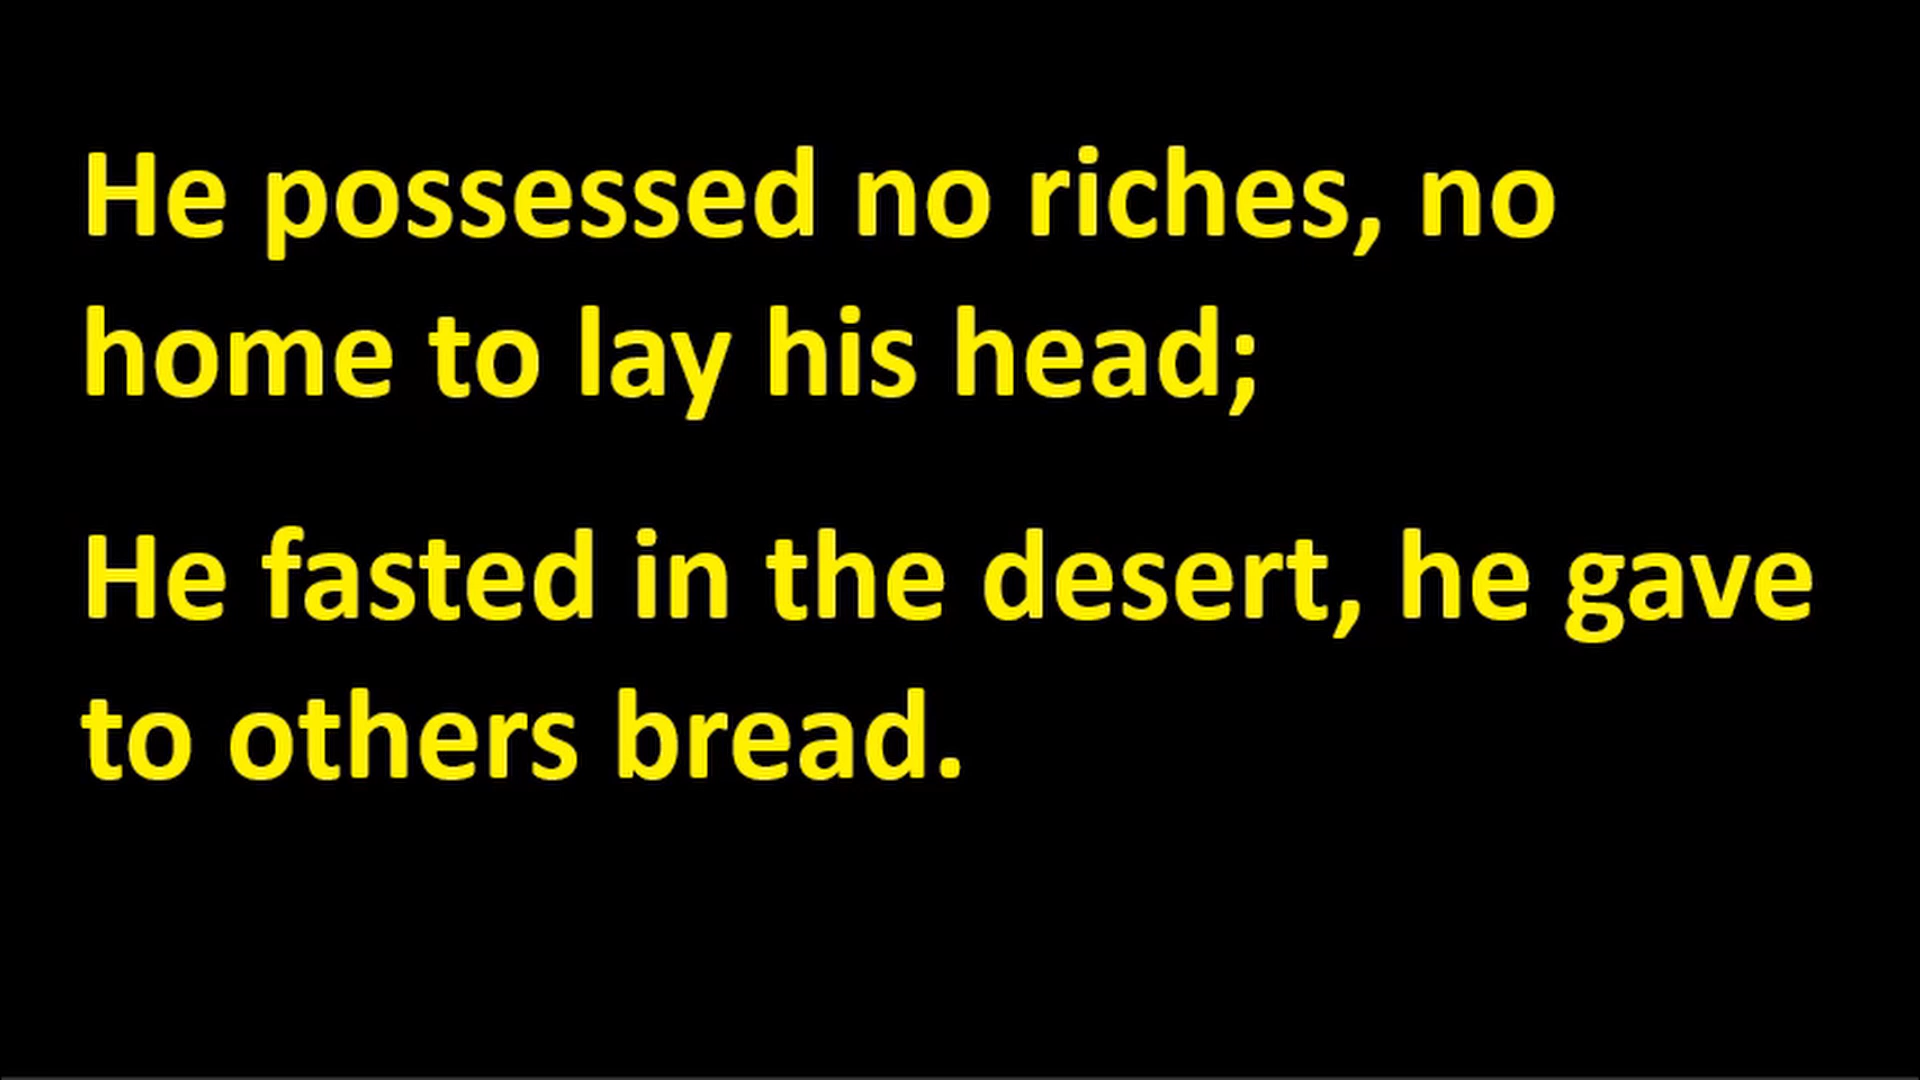 He possessed no riches, no
home to lay his head;
He fasted in the desert, he gave
to others bread.